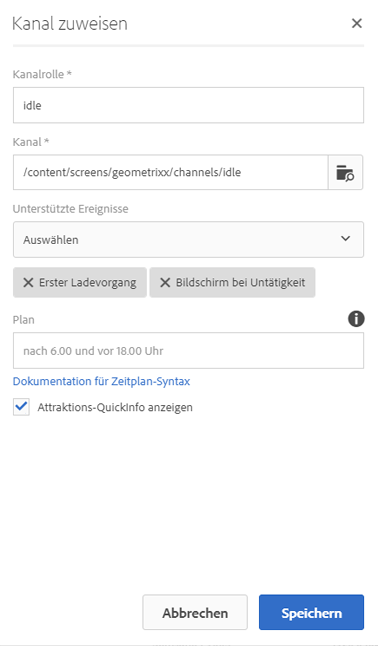 Kanal zuweisen
Kanalrolle *
idle
Kanal *
/content/screens/geometrixx/channels/idle
Unterstützte Ereignisse
Auswählen
Erster Ladevorgang
Bildschirm bei Untätigkeit
Plan
nach 6.00 und vor 18.00 Uhr
Dokumentation für Zeitplan-Syntax
Attraktions-QuickInfo anzeigen
Abbrechen
Speichern